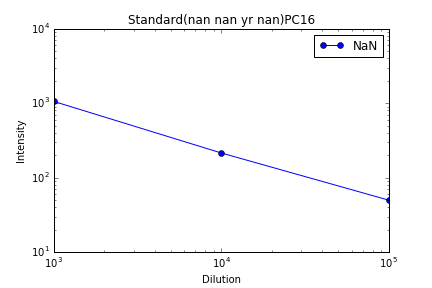 Standard(nan nan yr nan)PC16
NaN
10^4
10^3
10^2
10^1
Intensity
10^3 10^4 10^5
Dilution